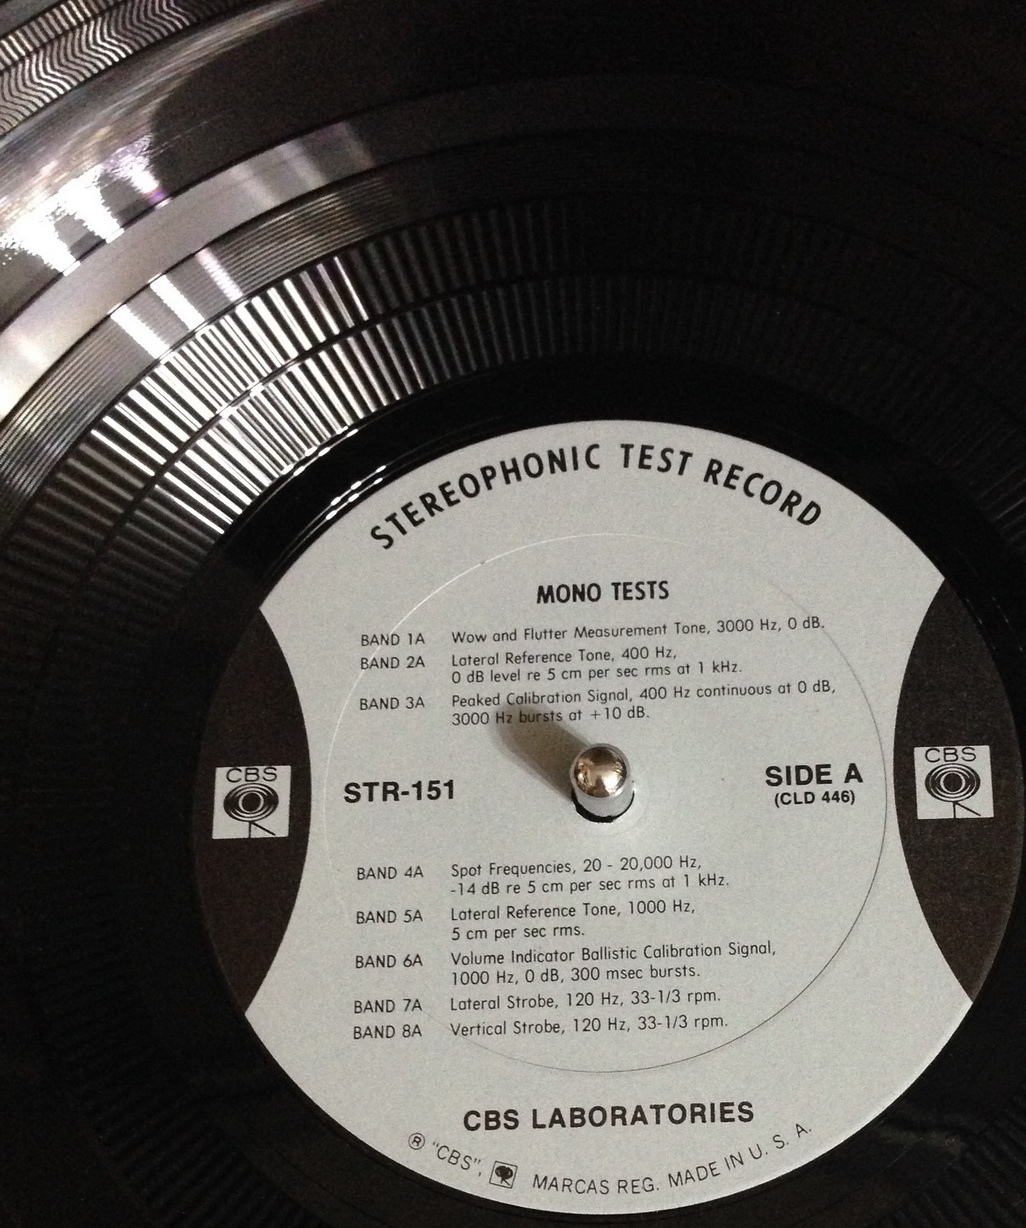 STEREOPHONIC TEST RECORD
MONO TESTS
BAND 1A Wow and Flutter Measurement Tone, 3000 Hz, 0 dB.
BAND 2A Lateral Reference Tone, 400 Hz,
0 dB level re 5 cm per sec rms at 1 kHz.
BAND 3A Peaked Calibration Signal, 400 Hz continuous at 0 dB,
3000 Hz bursts at +10 dB.
CBS
STR-151
SIDE A
(CLD 446)
CBS
BAND 4A Spot Frequencies, 20 - 20,000 Hz,
-14 dB re 5 cm per sec rms at 1 kHz.
BAND 5A Lateral Reference Tone, 1000 Hz,
5 cm per sec rms.
BAND 6A Volume Indicator Ballistic Calibration Signal,
1000 Hz, 0 dB, 300 msec bursts.
BAND 7A Lateral Strobe, 120 Hz, 33-1/3 rpm.
BAND 8A Vertical Strobe, 120 Hz, 33-1/3 rpm.
CBS LABORATORIES
® "CBS", MARCAS REG. MADE IN U. S. A.